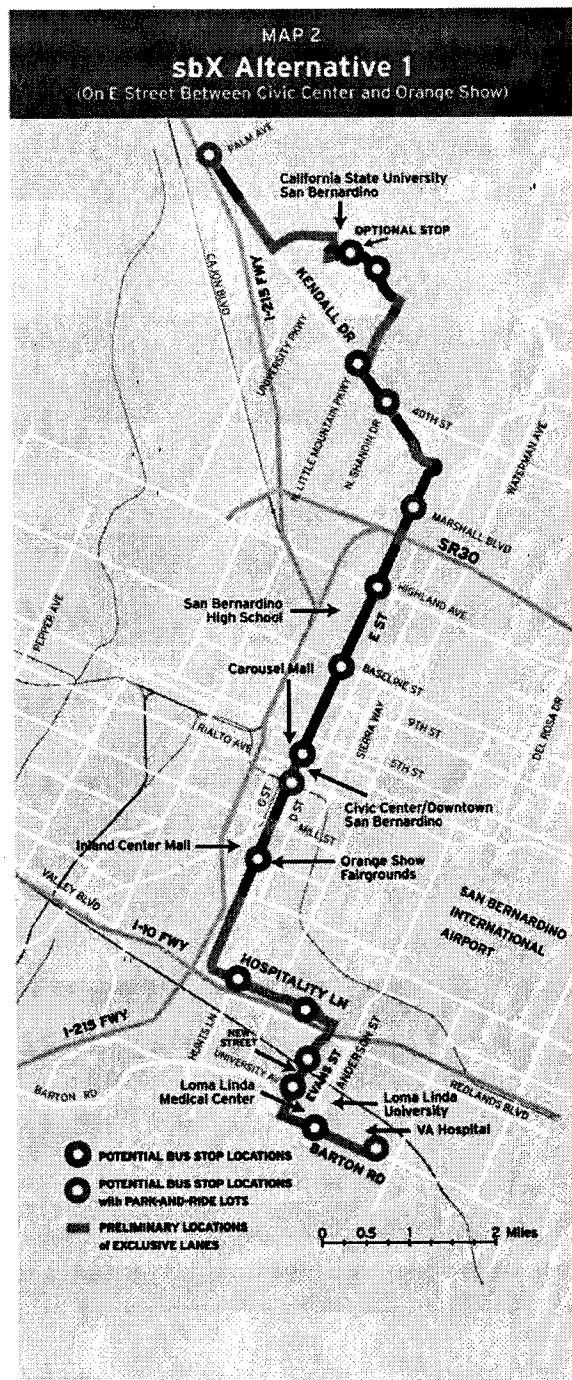 MAP 2
sbX Alternative 1
(On E Street Between Civic Center and Orange Show)
PALM AVE
California State University
San Bernardino
OPTIONAL STOP
CAJON BLVD
I-215 FWY
KENDALL DR
UNIVERSITY PKWY
N. LITTLE MOUNTAIN PKWY
N. SHANDIN DR
40TH ST
WATERMAN AVE
MARSHALL BLVD
SR30
HIGHLAND AVE
San Bernardino
High School
E ST
PEPPER AVE
Carousel Mall
BASELINE ST
SIERRA WAY
9TH ST
5TH ST
DEL ROSA DR
RIALTO AVE
G ST
D ST
MILL ST
Civic Center/Downtown
San Bernardino
Inland Center Mall
Orange Show
Fairgrounds
VALLEY BLVD
I-10 FWY
SAN BERNARDINO
INTERNATIONAL
AIRPORT
HOSPITALITY LN
I-215 FWY
HUNTS LN
NEW
STREET
UNIVERSITY AV
EVANS ST
ANDERSON ST
REDLANDS BLVD
BARTON RD
Loma Linda
Medical Center
Loma Linda
University
VA Hospital
BARTON RD
POTENTIAL BUS STOP LOCATIONS
POTENTIAL BUS STOP LOCATIONS
with PARK-AND-RIDE LOTS
PRELIMINARY LOCATIONS
of EXCLUSIVE LANES
0 0.5 1 2 Miles